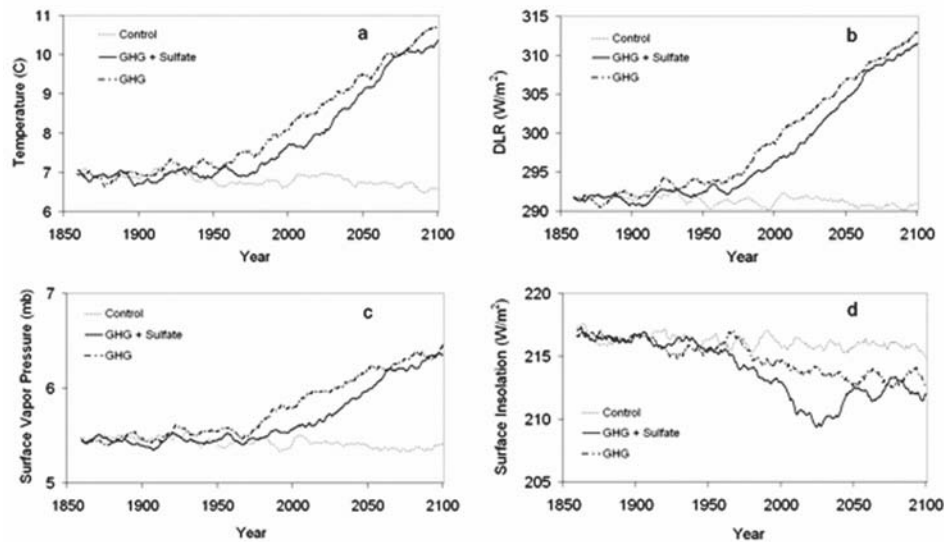 a
Temperature (C)
11
10
9
8
7
6
Control
GHG + Sulfate
GHG
1850 1900 1950 2000 2050 2100
Year
b
DLR (W/m²)
315
310
305
300
295
290
Control
GHG + Sulfate
GHG
1850 1900 1950 2000 2050 2100
Year
c
Surface Vapor Pressure (mb)
7
6
5
Control
GHG + Sulfate
GHG
1850 1900 1950 2000 2050 2100
Year
d
Surface Insolation (W/m²)
220
215
210
205
Control
GHG + Sulfate
GHG
1850 1900 1950 2000 2050 2100
Year